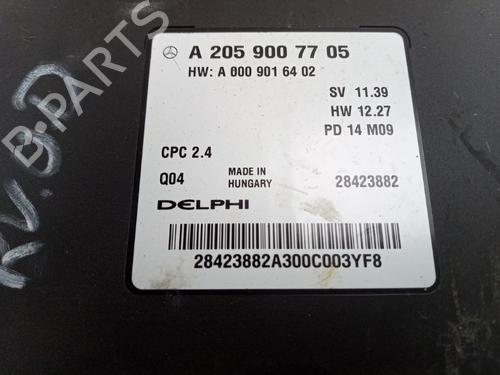 A 205 900 77 05
HW: A 000 901 64 02
SV 11.39
HW 12.27
PD 14 M09
CPC 2.4
Q04
MADE IN
HUNGARY
28423882
DELPHI
28423882A300C003YF8
B-PARTS